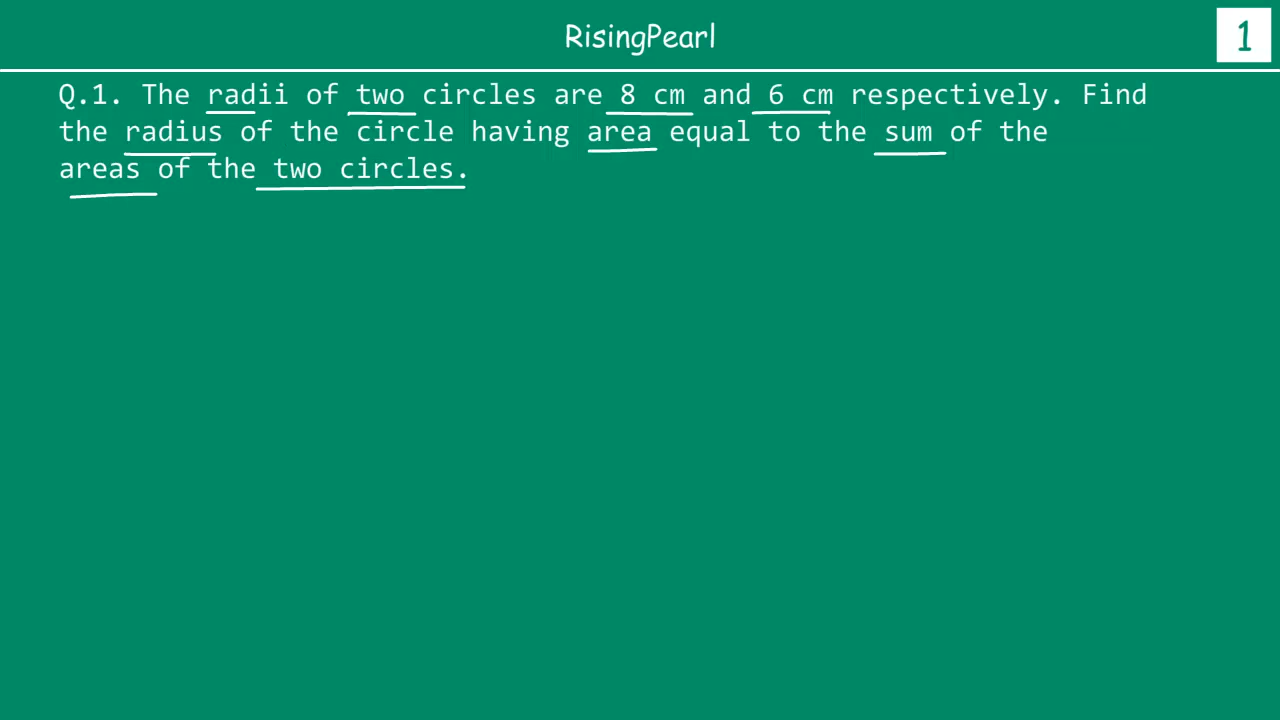 RisingPearl
1
Q.1. The radii of two circles are 8 cm and 6 cm respectively. Find
the radius of the circle having area equal to the sum of the
areas of the two circles.